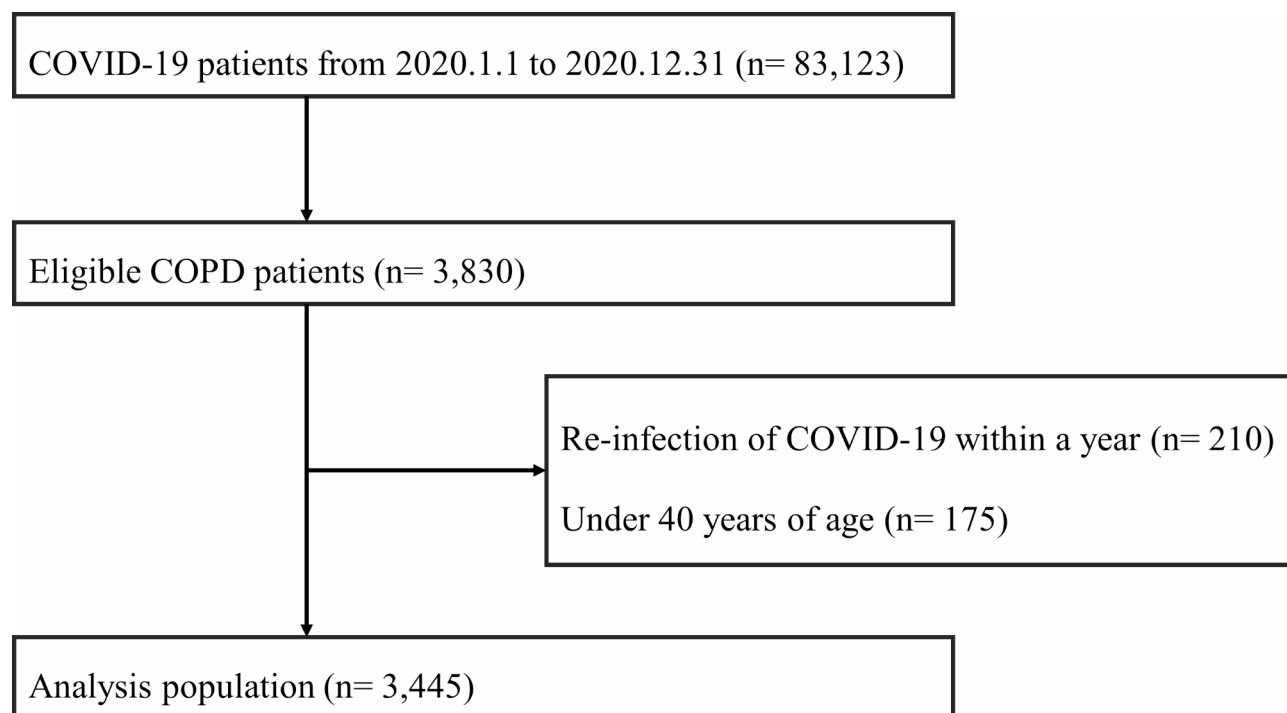 COVID-19 patients from 2020.1.1 to 2020.12.31 (n= 83,123)
Eligible COPD patients (n= 3,830)
Re-infection of COVID-19 within a year (n= 210)
Under 40 years of age (n= 175)
Analysis population (n= 3,445)